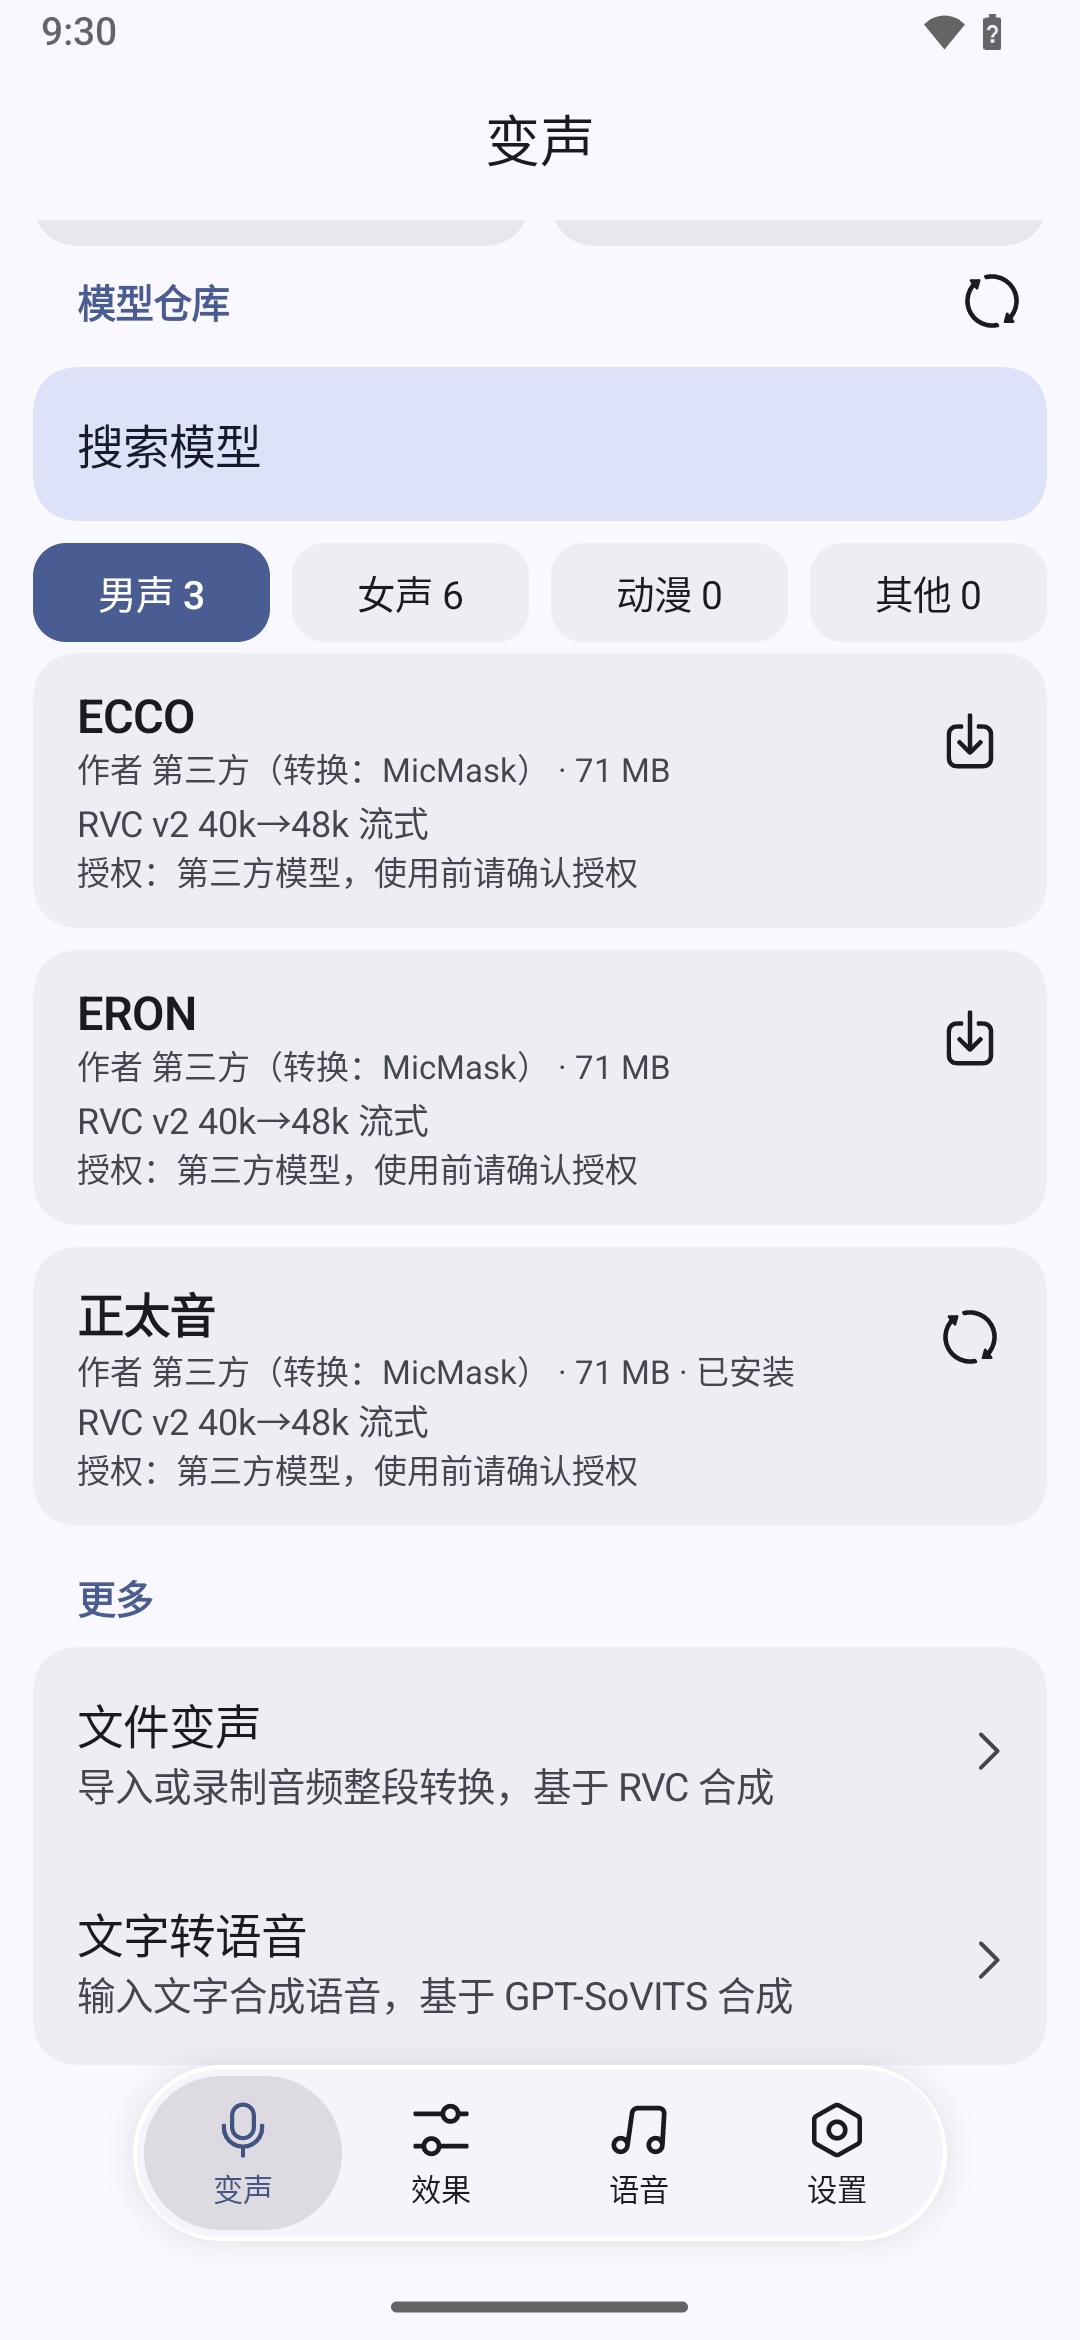 9:30
变声
模型仓库
搜索模型
男声 3
女声 6
动漫 0
其他 0
ECCO
作者 第三方（转换：MicMask） · 71 MB
RVC v2 40k→48k 流式
授权：第三方模型，使用前请确认授权
ERON
作者 第三方（转换：MicMask） · 71 MB
RVC v2 40k→48k 流式
授权：第三方模型，使用前请确认授权
正太音
作者 第三方（转换：MicMask） · 71 MB · 已安装
RVC v2 40k→48k 流式
授权：第三方模型，使用前请确认授权
更多
文件变声
导入或录制音频整段转换，基于 RVC 合成
文字转语音
输入文字合成语音，基于 GPT-SoVITS 合成
变声
效果
语音
设置